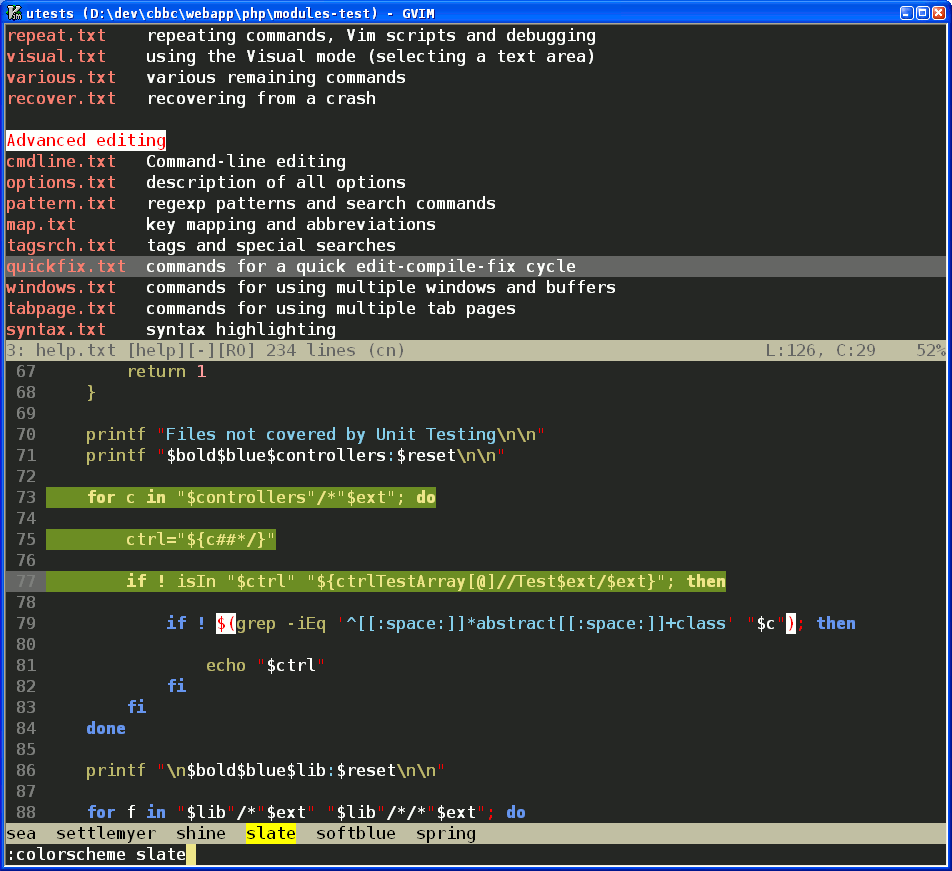 utests (D:\dev\cbbc\webapp\php\modules-test) - GVIM
repeat.txt    repeating commands, Vim scripts and debugging
visual.txt    using the Visual mode (selecting a text area)
various.txt   various remaining commands
recover.txt   recovering from a crash
Advanced editing
cmdline.txt   Command-line editing
options.txt   description of all options
pattern.txt   regexp patterns and search commands
map.txt       key mapping and abbreviations
tagsrch.txt   tags and special searches
quickfix.txt  commands for a quick edit-compile-fix cycle
windows.txt   commands for using multiple windows and buffers
tabpage.txt   commands for using multiple tab pages
syntax.txt    syntax highlighting
3: help.txt [help][-][RO] 234 lines (cn)                                    L:126, C:29    52%
67         return 1
68     }
69
70     printf "Files not covered by Unit Testing\n\n"
71     printf "$bold$blue$controllers:$reset\n\n"
72
73     for c in "$controllers"/*"$ext"; do
74
75         ctrl="${c##*/}"
76
77         if ! isIn "$ctrl" "${ctrlTestArray[@]//Test$ext/$ext}"; then
78
79             if ! $(grep -iEq '^[[:space:]]*abstract[[:space:]]+class' "$c"); then
80
81                 echo "$ctrl"
82             fi
83         fi
84     done
85
86     printf "\n$bold$blue$lib:$reset\n\n"
87
88     for f in "$lib"/*"$ext" "$lib"/*/*"$ext"; do
sea  settlemyer  shine  slate  softblue  spring
:colorscheme slate